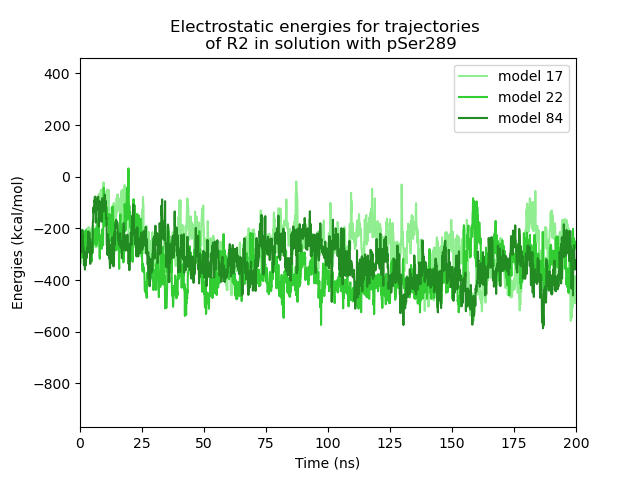 Electrostatic energies for trajectories
of R2 in solution with pSer289
model 17
model 22
model 84
Energies (kcal/mol)
400
200
0
−200
−400
−600
−800
0 25 50 75 100 125 150 175 200
Time (ns)